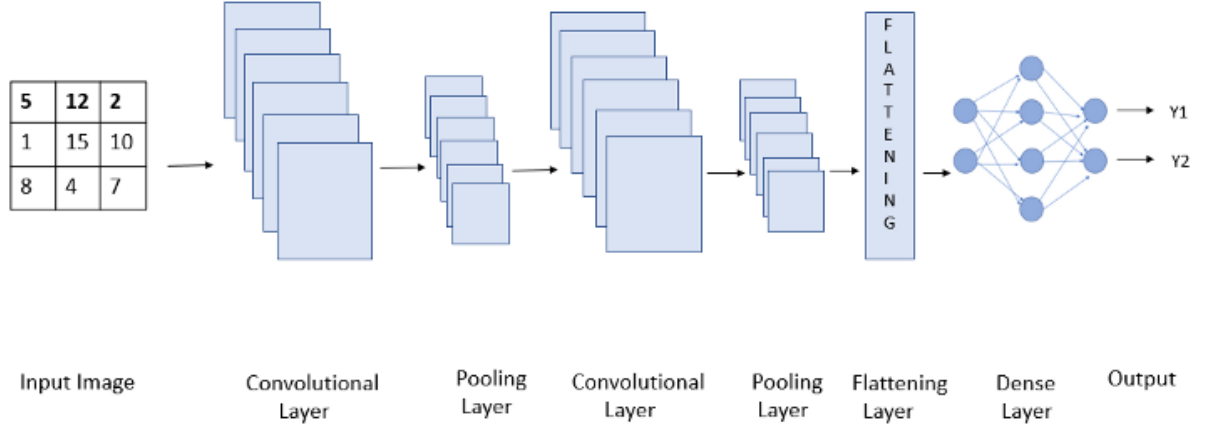 5 12 2
1 15 10
8 4 7
F
L
A
T
T
E
N
I
N
G
Y1
Y2
Input Image
Convolutional
Layer
Pooling
Layer
Convolutional
Layer
Pooling
Layer
Flattening
Layer
Dense
Layer
Output